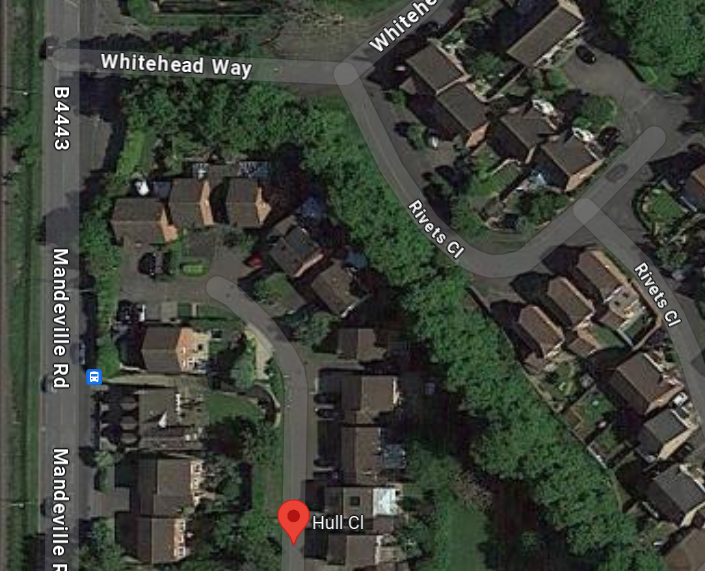 Whitehe
Whitehead Way
B4443
Rivets Cl
Rivets Cl
Mandeville Rd
Mandeville R
Hull Cl